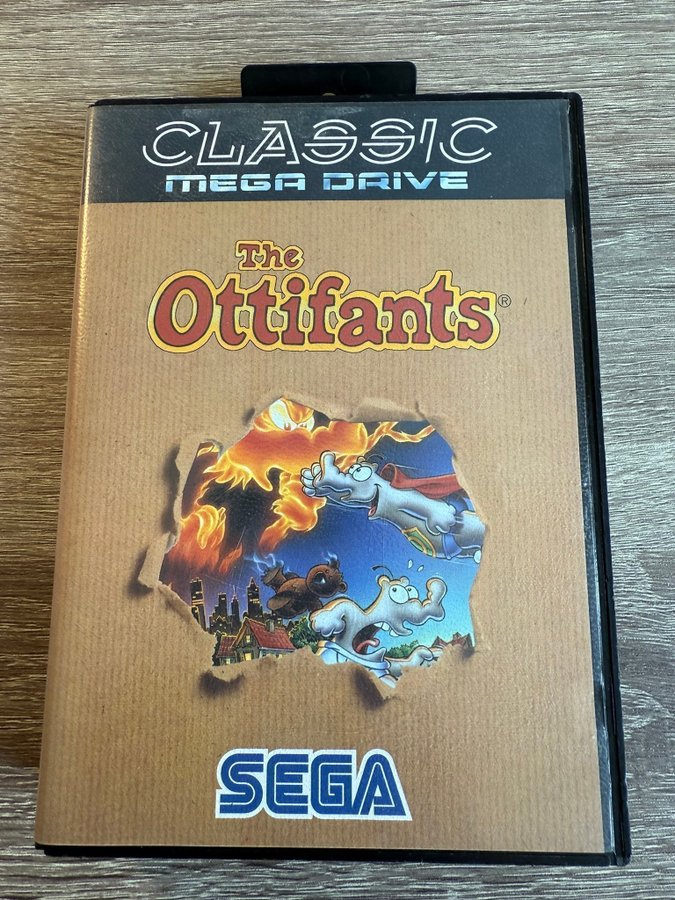 CLASSIC
MEGA DRIVE
The
Ottifants®
SEGA